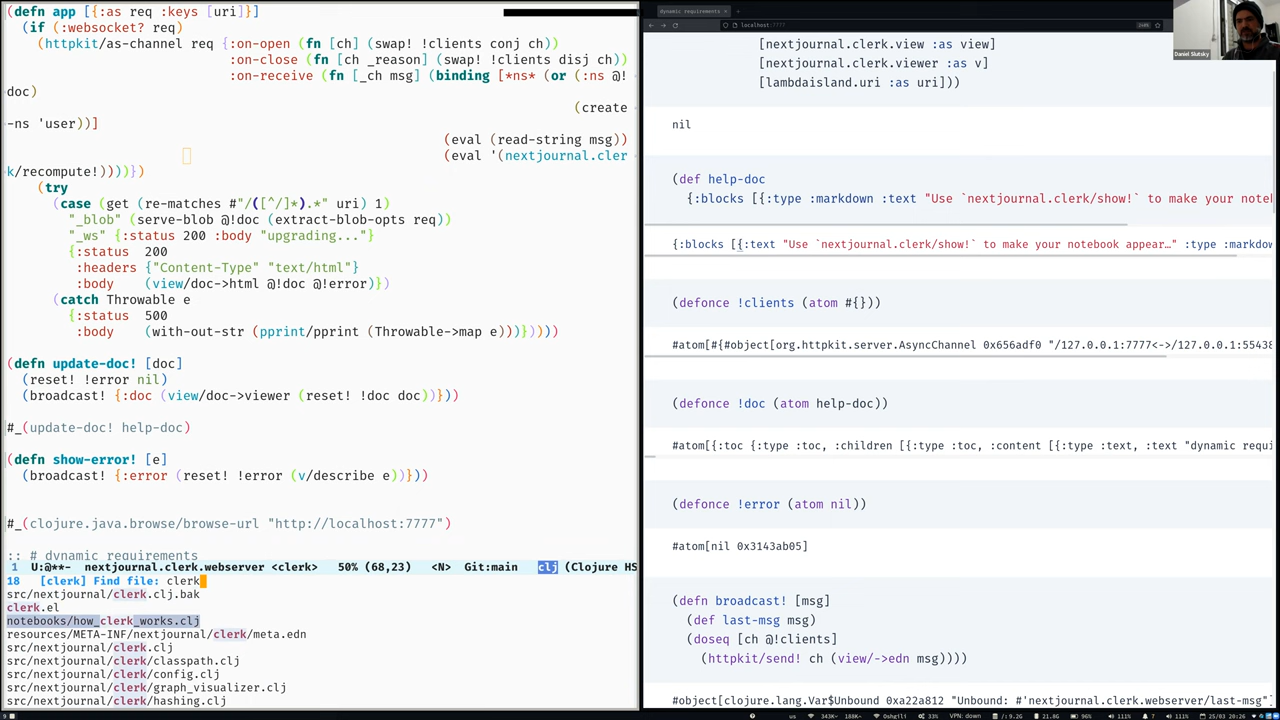 (defn app [{:as req :keys [uri]}]
  (if (:websocket? req)
    (httpkit/as-channel req {:on-open (fn [ch] (swap! !clients conj ch))
                             :on-close (fn [ch _reason] (swap! !clients disj ch))
                             :on-receive (fn [_ch msg] (binding [*ns* (or (:ns @!
doc)
(create
-ns 'user))]
(eval (read-string msg))
(eval '(nextjournal.cler
k/recompute!))))})
    (try
      (case (get (re-matches #"/([^/]*).*" uri) 1)
        "_blob" (serve-blob @!doc (extract-blob-opts req))
        "_ws" {:status 200 :body "upgrading..."}
        {:status  200
         :headers {"Content-Type" "text/html"}
         :body    (view/doc->html @!doc @!error)})
      (catch Throwable e
        {:status  500
         :body    (with-out-str (pprint/pprint (Throwable->map e)))}))))
(defn update-doc! [doc]
  (reset! !error nil)
  (broadcast! {:doc (view/doc->viewer (reset! !doc doc))}))
#_(update-doc! help-doc)
(defn show-error! [e]
  (broadcast! {:error (reset! !error (v/describe e))}))
#_(clojure.java.browse/browse-url "http://localhost:7777")
;; # dynamic requirements
1  U:@**-  nextjournal.clerk.webserver <clerk>  50% (68,23)  <N>  Git:main  clj (Clojure HS
18  [clerk] Find file: clerk
src/nextjournal/clerk.clj.bak
clerk.el
notebooks/how_clerk_works.clj
resources/META-INF/nextjournal/clerk/meta.edn
src/nextjournal/clerk.clj
src/nextjournal/clerk/classpath.clj
src/nextjournal/clerk/config.clj
src/nextjournal/clerk/graph_visualizer.clj
src/nextjournal/clerk/hashing.clj
dynamic requirements
localhost:7777
Daniel Slutsky
[nextjournal.clerk.view :as view]
[nextjournal.clerk.viewer :as v]
[lambdaisland.uri :as uri]))
nil
(def help-doc
  {:blocks [{:type :markdown :text "Use `nextjournal.clerk/show!` to make your noteb
{:blocks [{:text "Use `nextjournal.clerk/show!` to make your notebook appear…" :type :markdow
(defonce !clients (atom #{}))
#atom[#{#object[org.httpkit.server.AsyncChannel 0x656adf0 "/127.0.0.1:7777<->/127.0.0.1:55438
(defonce !doc (atom help-doc))
#atom[{:toc {:type :toc, :children [{:type :toc, :content [{:type :text, :text "dynamic requi
(defonce !error (atom nil))
#atom[nil 0x3143ab05]
(defn broadcast! [msg]
  (def last-msg msg)
  (doseq [ch @!clients]
    (httpkit/send! ch (view/->edn msg))))
#object[clojure.lang.Var$Unbound 0xa22a812 "Unbound: #'nextjournal.clerk.webserver/last-msg"]